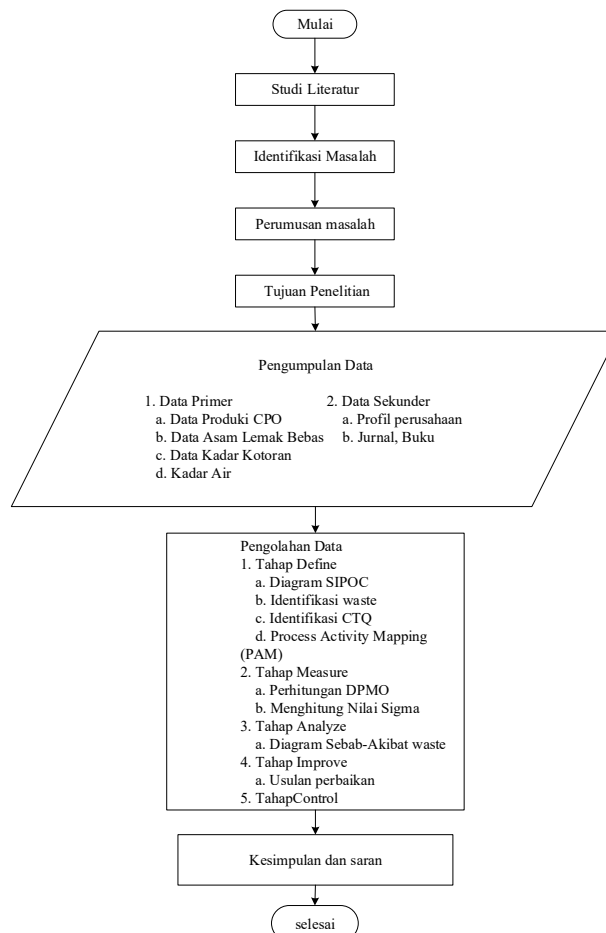 Mulai
Studi Literatur
Identifikasi Masalah
Perumusan masalah
Tujuan Penelitian
Pengumpulan Data
1. Data Primer
a. Data Produki CPO
b. Data Asam Lemak Bebas
c. Data Kadar Kotoran
d. Kadar Air
2. Data Sekunder
a. Profil perusahaan
b. Jurnal, Buku
Pengolahan Data
1. Tahap Define
a. Diagram SIPOC
b. Identifikasi waste
c. Identifikasi CTQ
d. Process Activity Mapping
(PAM)
2. Tahap Measure
a. Perhitungan DPMO
b. Menghitung Nilai Sigma
3. Tahap Analyze
a. Diagram Sebab-Akibat waste
4. Tahap Improve
a. Usulan perbaikan
5. TahapControl
Kesimpulan dan saran
selesai